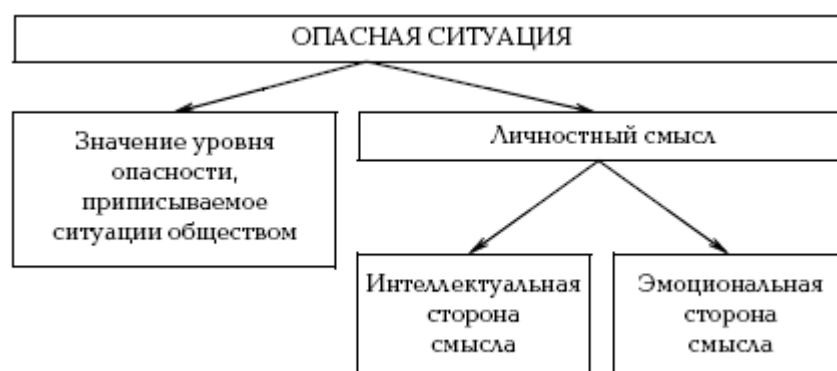 ОПАСНАЯ СИТУАЦИЯ
Значение уровня
опасности,
приписываемое
ситуации обществом
Личностный смысл
Интеллектуальная
сторона
смысла
Эмоциональная
сторона
смысла